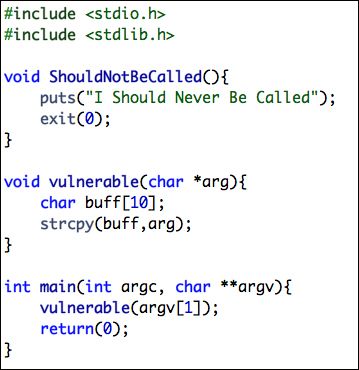 #include <stdio.h>
#include <stdlib.h>

void ShouldNotBeCalled(){
    puts("I Should Never Be Called");
    exit(0);
}

void vulnerable(char *arg){
    char buff[10];
    strcpy(buff,arg);
}

int main(int argc, char **argv){
    vulnerable(argv[1]);
    return(0);
}